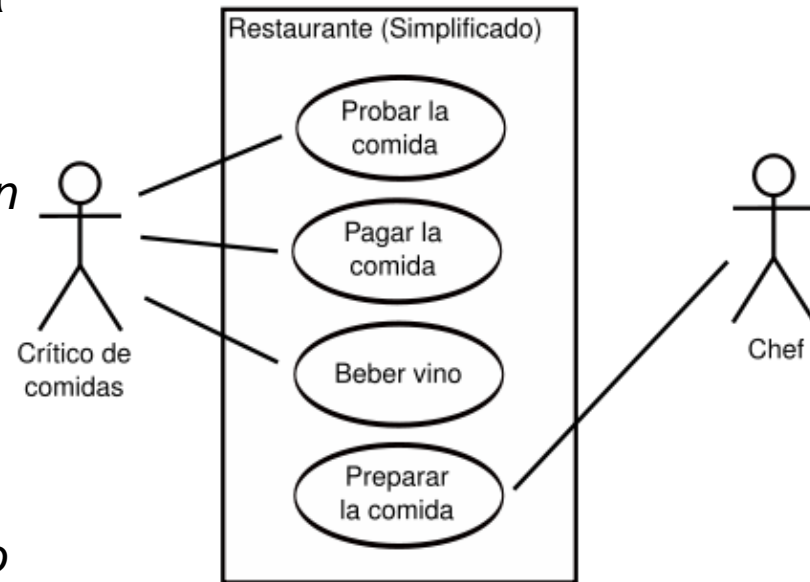 Restaurante (Simplificado)
Probar la
comida
n
Pagar la
comida
Crítico de
comidas
Beber vino
Chef
Preparar
la comida
o